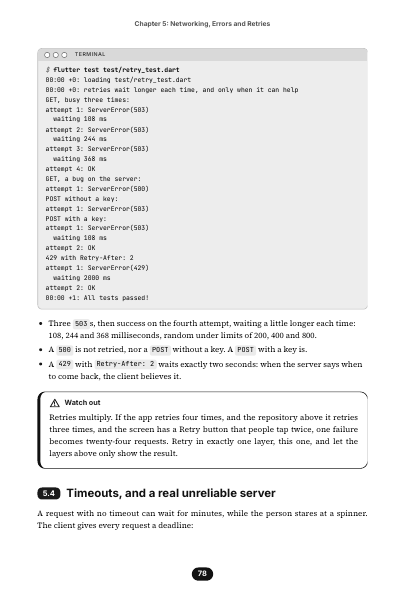 Chapter 5: Networking, Errors and Retries
TERMINAL
$ flutter test test/retry_test.dart
00:00 +0: loading test/retry_test.dart
00:00 +0: retries wait longer each time, and only when it can help
GET, busy three times:
attempt 1: ServerError(503)
  waiting 108 ms
attempt 2: ServerError(503)
  waiting 244 ms
attempt 3: ServerError(503)
  waiting 368 ms
attempt 4: OK
GET, a bug on the server:
attempt 1: ServerError(500)
POST without a key:
attempt 1: ServerError(503)
POST with a key:
attempt 1: ServerError(503)
  waiting 108 ms
attempt 2: OK
429 with Retry-After: 2
attempt 1: ServerError(429)
  waiting 2000 ms
attempt 2: OK
00:00 +1: All tests passed!
• Three 503s, then success on the fourth attempt, waiting a little longer each time:
108, 244 and 368 milliseconds, random under limits of 200, 400 and 800.
• A 500 is not retried, nor a POST without a key. A POST with a key is.
• A 429 with Retry-After: 2 waits exactly two seconds: when the server says when
to come back, the client believes it.
Watch out
Retries multiply. If the app retries four times, and the repository above it retries
three times, and the screen has a Retry button that people tap twice, one failure
becomes twenty-four requests. Retry in exactly one layer, this one, and let the
layers above only show the result.
5.4 Timeouts, and a real unreliable server
A request with no timeout can wait for minutes, while the person stares at a spinner.
The client gives every request a deadline:
78